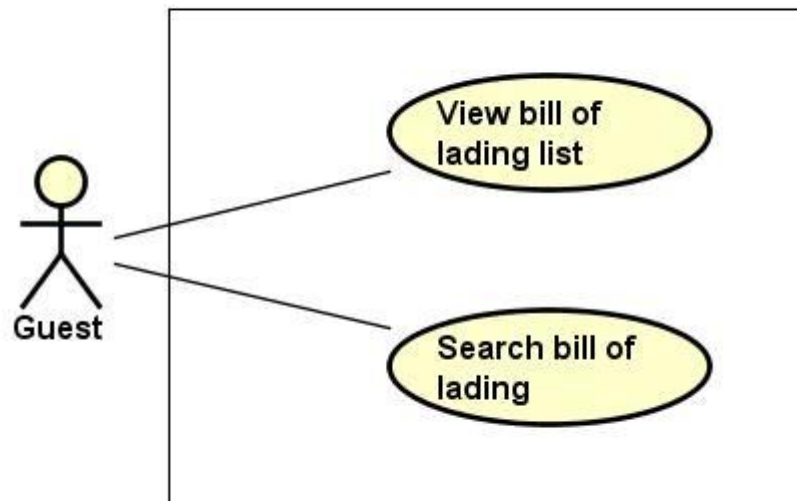 View bill of
lading list
Guest
Search bill of
lading